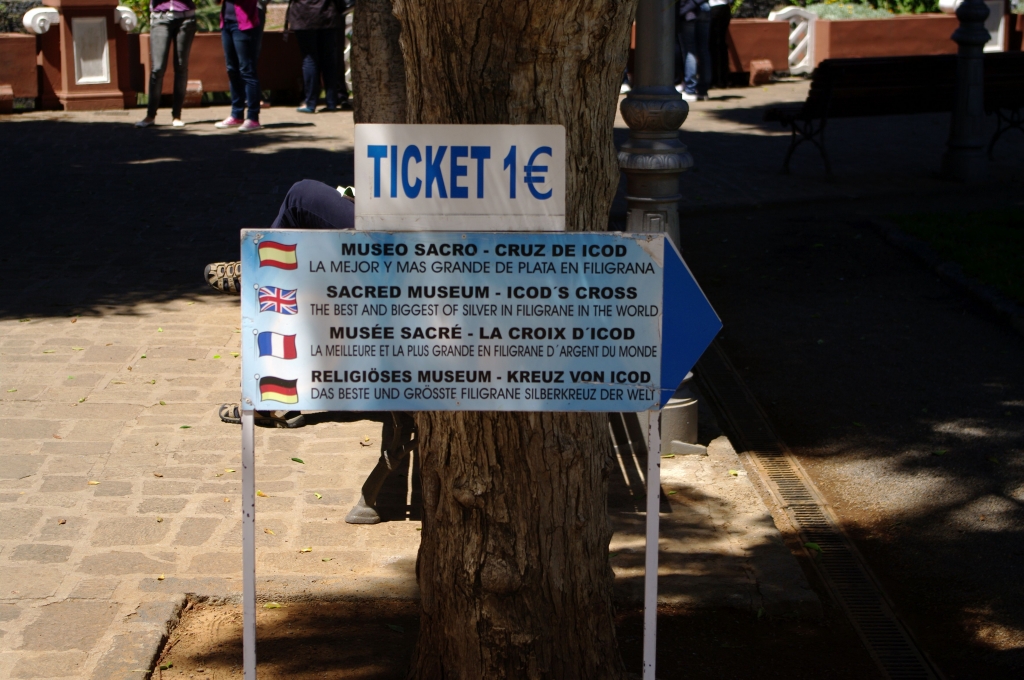 TICKET 1€
MUSEO SACRO - CRUZ DE ICOD
LA MEJOR Y MAS GRANDE DE PLATA EN FILIGRANA
SACRED MUSEUM - ICOD´S CROSS
THE BEST AND BIGGEST OF SILVER IN FILIGRANE IN THE WORLD
MUSÉE SACRÉ - LA CROIX D´ICOD
LA MEILLEURE ET LA PLUS GRANDE EN FILIGRANE D´ARGENT DU MONDE
RELIGIÖSES MUSEUM - KREUZ VON ICOD
DAS BESTE UND GRÖSSTE FILIGRANE SILBERKREUZ DER WELT